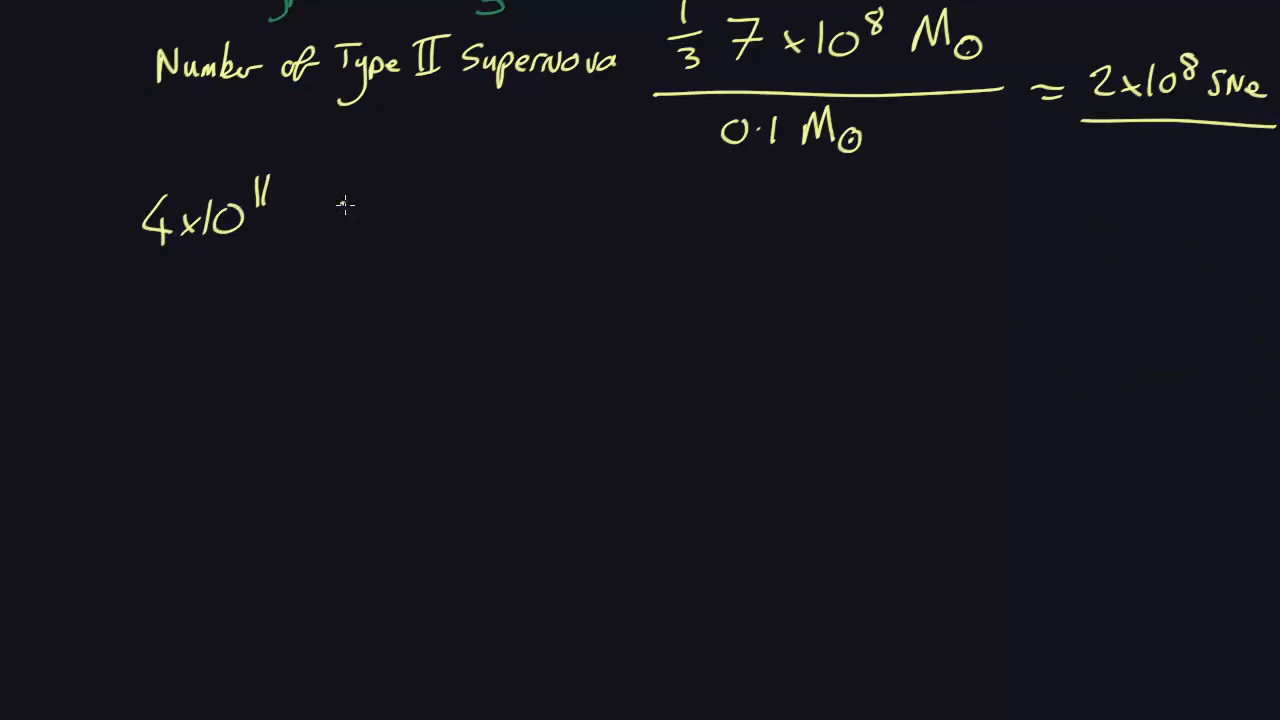 Number of Type II Supernova 1/3 7×10⁸ M☉ / 0.1 M☉ ≈ 2×10⁸ SNe
4×10¹¹